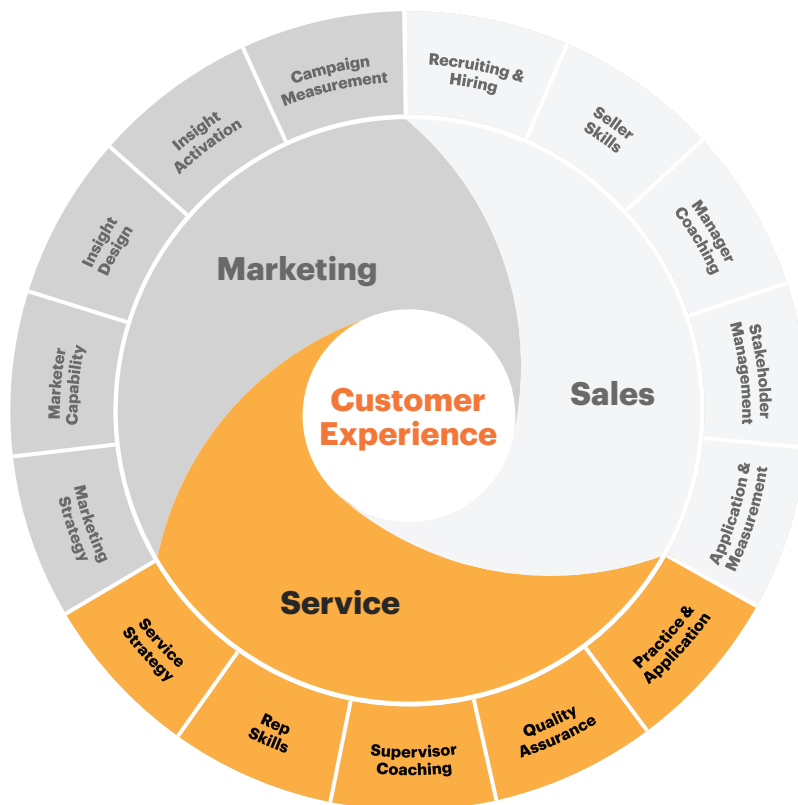 Campaign
Measurement
Recruiting &
Hiring
Seller
Skills
Manager
Coaching
Stakeholder
Management
Application &
Measurement
Practice &
Application
Quality
Assurance
Supervisor
Coaching
Rep
Skills
Service
Strategy
Marketing
Strategy
Marketer
Capability
Insight
Design
Insight
Activation
Marketing
Sales
Service
Customer
Experience